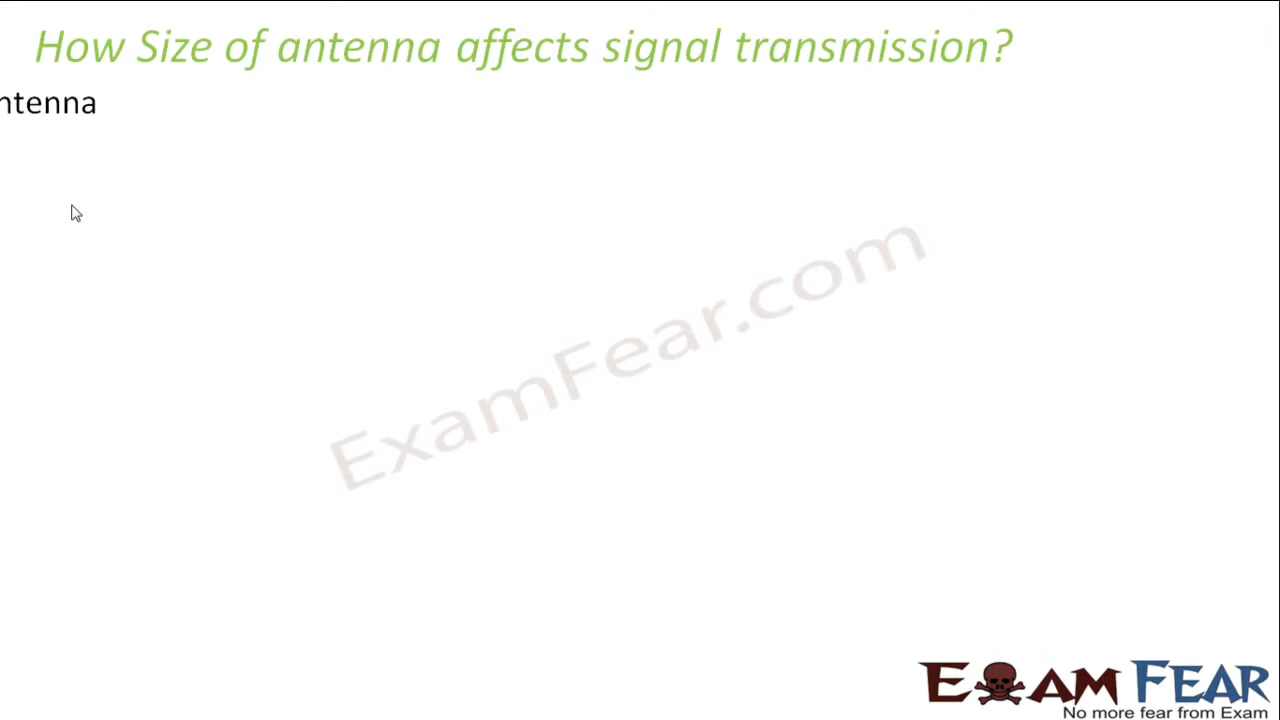 How Size of antenna affects signal transmission?
ntenna
ExamFear.com
EXAM FEAR
No more fear from Exam